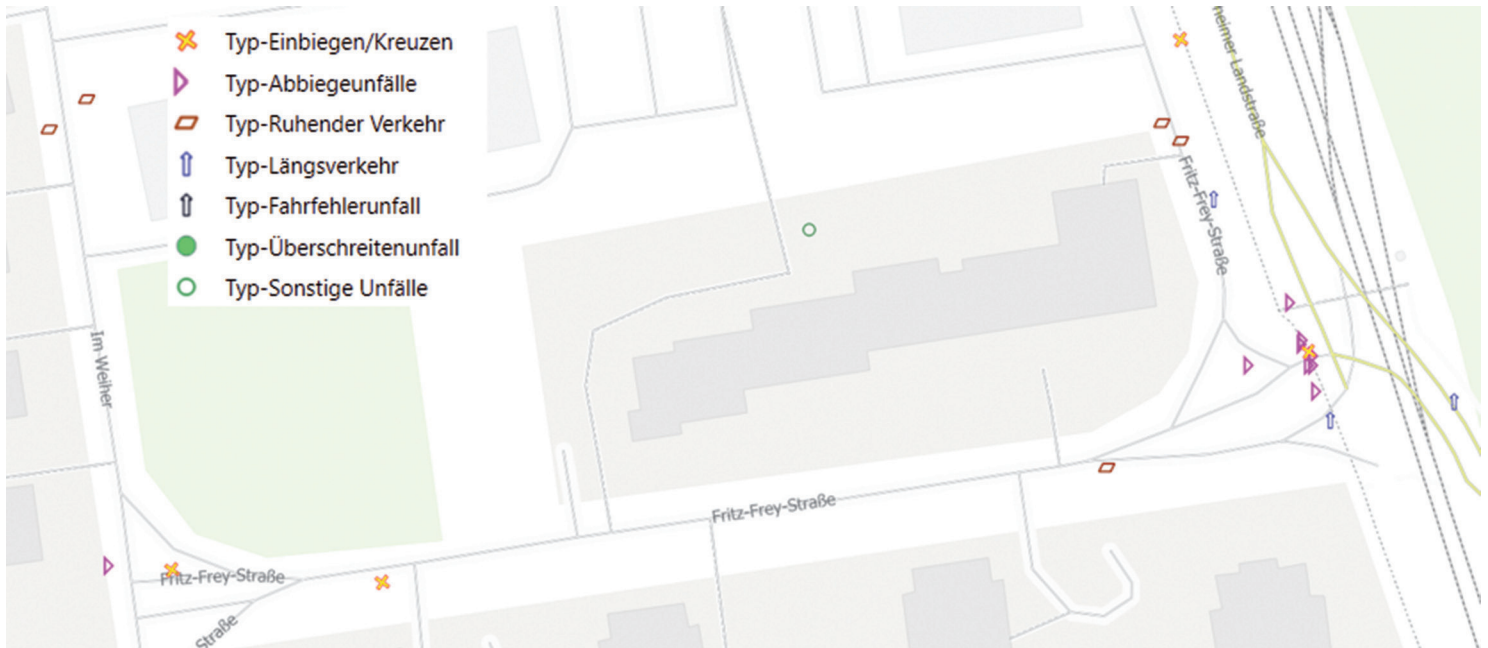 Typ-Einbiegen/Kreuzen
Typ-Abbiegeunfälle
Typ-Ruhender Verkehr
Typ-Längsverkehr
Typ-Fahrfehlerunfall
Typ-Überschreitenunfall
Typ-Sonstige Unfälle
heimer Landstraße
Fritz-Frey-Straße
Im-Weiher
Fritz-Frey-Straße
Fritz-Frey-Straße
Straße